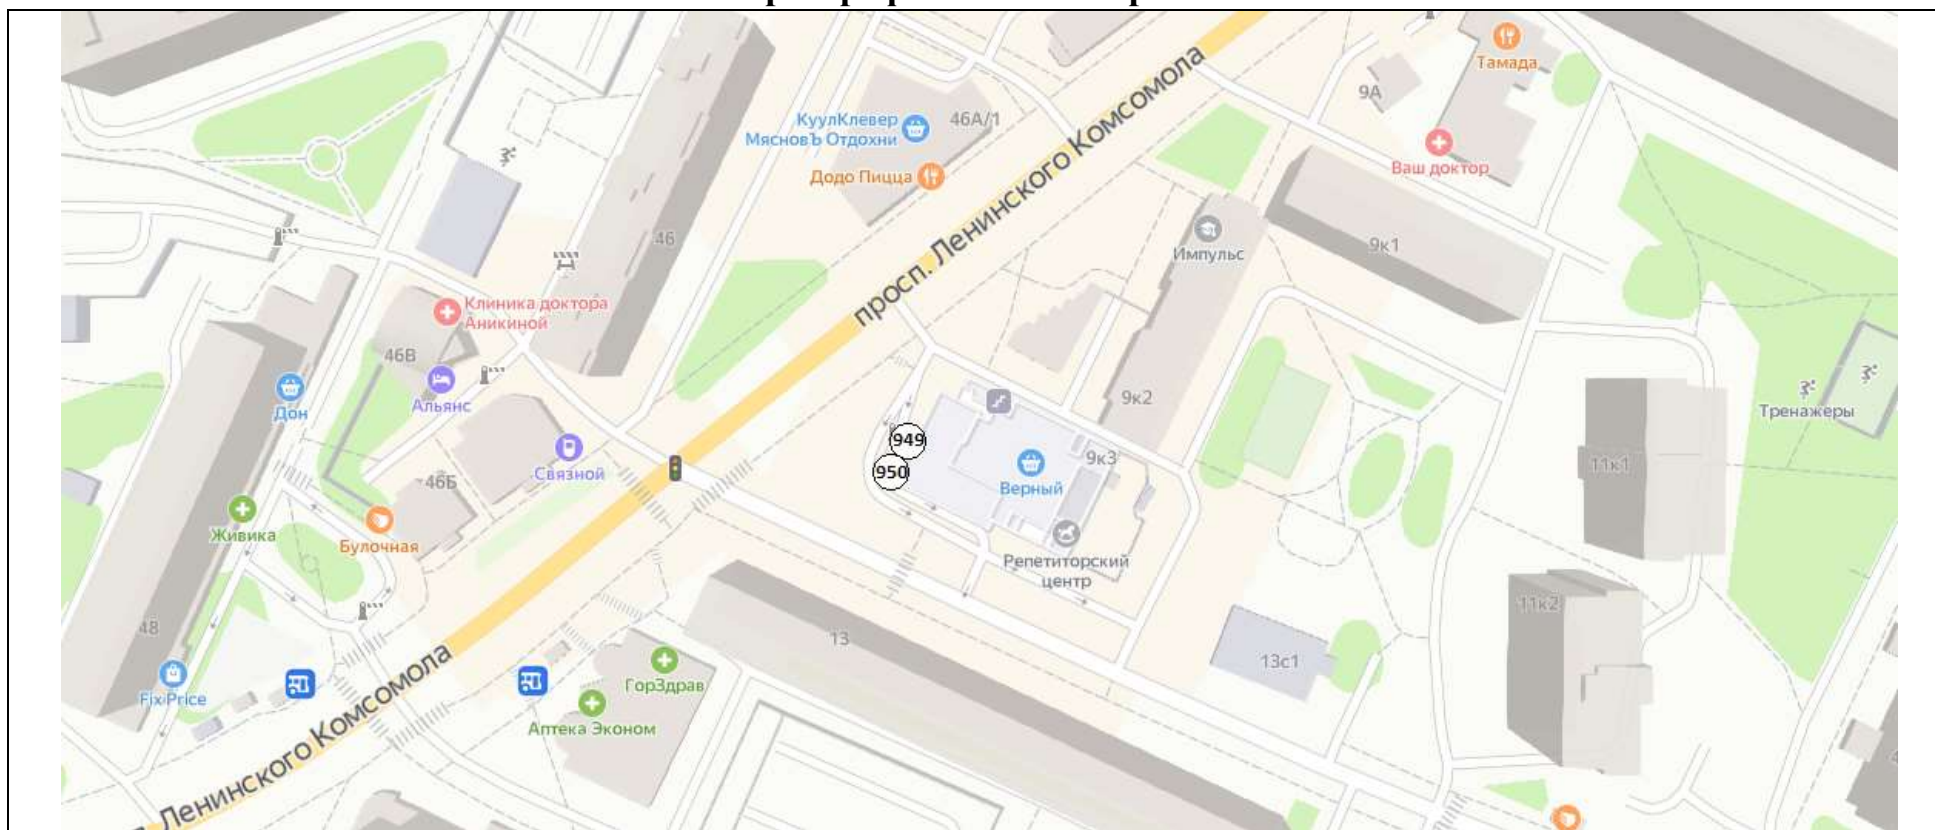 Тамада
9А
КуулКлевер
МясновЪ Отдохни
46А/1
Ваш доктор
Додо Пицца
просп. Ленинского Комсомола
46
Импульс
9к1
Клиника доктора
Аникиной
46В
Альянс
Дон
9к2
Тренажеры
949
950
9к3
Верный
11к1
Связной
46Б
Живика
Булочная
Репетиторский
центр
11к2
48
13
13с1
ГорЗдрав
Fix Price
Аптека Эконом
Ленинского Комсомола